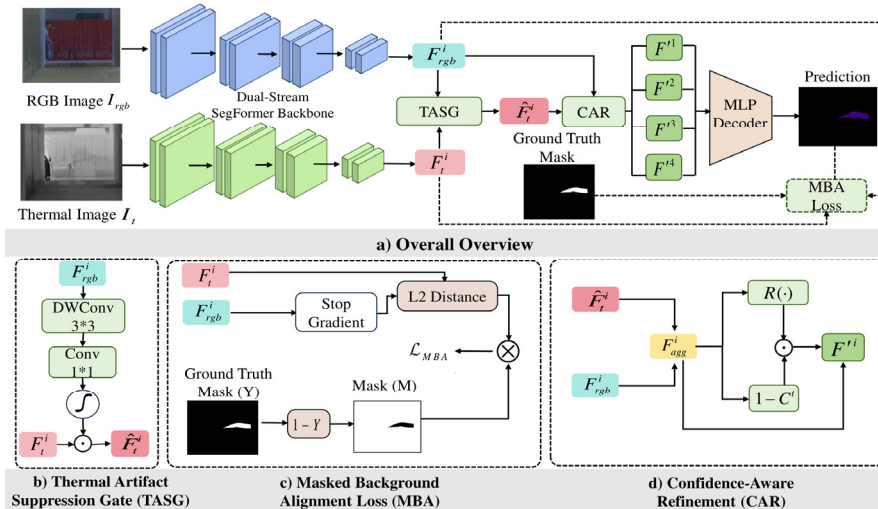 RGB Image I_rgb
Dual-Stream
SegFormer Backbone
Thermal Image I_t
F^i_rgb
TASG
F^i_t
F̂^i_t
CAR
Ground Truth
Mask
F'^1
F'^2
F'^3
F'^4
MLP
Decoder
Prediction
MBA
Loss
a) Overall Overview
F^i_rgb
DWConv
3*3
Conv
1*1
F^i_t
F̂^i_t
b) Thermal Artifact
Suppression Gate (TASG)
F^i_t
F^i_rgb
Stop
Gradient
L2 Distance
ℒ_MBA
Ground Truth
Mask (Y)
1 − Y
Mask (M)
c) Masked Background
Alignment Loss (MBA)
F̂^i_t
F^i_rgb
F^i_agg
R(·)
1 − C^i
F'^i
d) Confidence-Aware
Refinement (CAR)